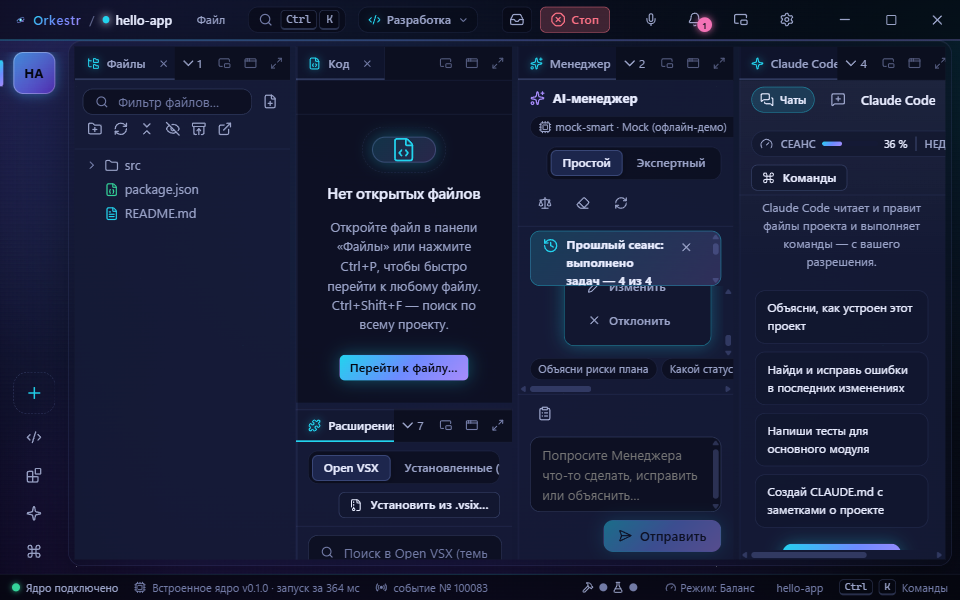 Orkestr / hello-app Файл Ctrl K Разработка Стоп 1
HA
Файлы 1
Фильтр файлов...
src
package.json
README.md
Код
Нет открытых файлов
Откройте файл в панели
«Файлы» или нажмите
Ctrl+P, чтобы быстро
перейти к любому файлу.
Ctrl+Shift+F — поиск по
всему проекту.
Перейти к файлу...
Расширени 7
Open VSX Установленные (
Установить из .vsix...
Поиск в Open VSX (темы
Менеджер 2
AI-менеджер
mock-smart · Mock (офлайн-демо)
Простой Экспертный
Прошлый сеанс:
выполнено
задач — 4 из 4
Изменить
Отклонить
Объясни риски плана Какой статус
Попросите Менеджера
что-то сделать, исправить
или объяснить...
Отправить
Claude Code 4
Чаты Claude Code
СЕАНС 36 % НЕД
Команды
Claude Code читает и правит
файлы проекта и выполняет
команды — с вашего
разрешения.
Объясни, как устроен этот
проект
Найди и исправь ошибки
в последних изменениях
Напиши тесты для
основного модуля
Создай CLAUDE.md с
заметками о проекте
Ядро подключено Встроенное ядро v0.1.0 · запуск за 364 мс событие № 100083 Режим: Баланс hello-app Ctrl K Команды